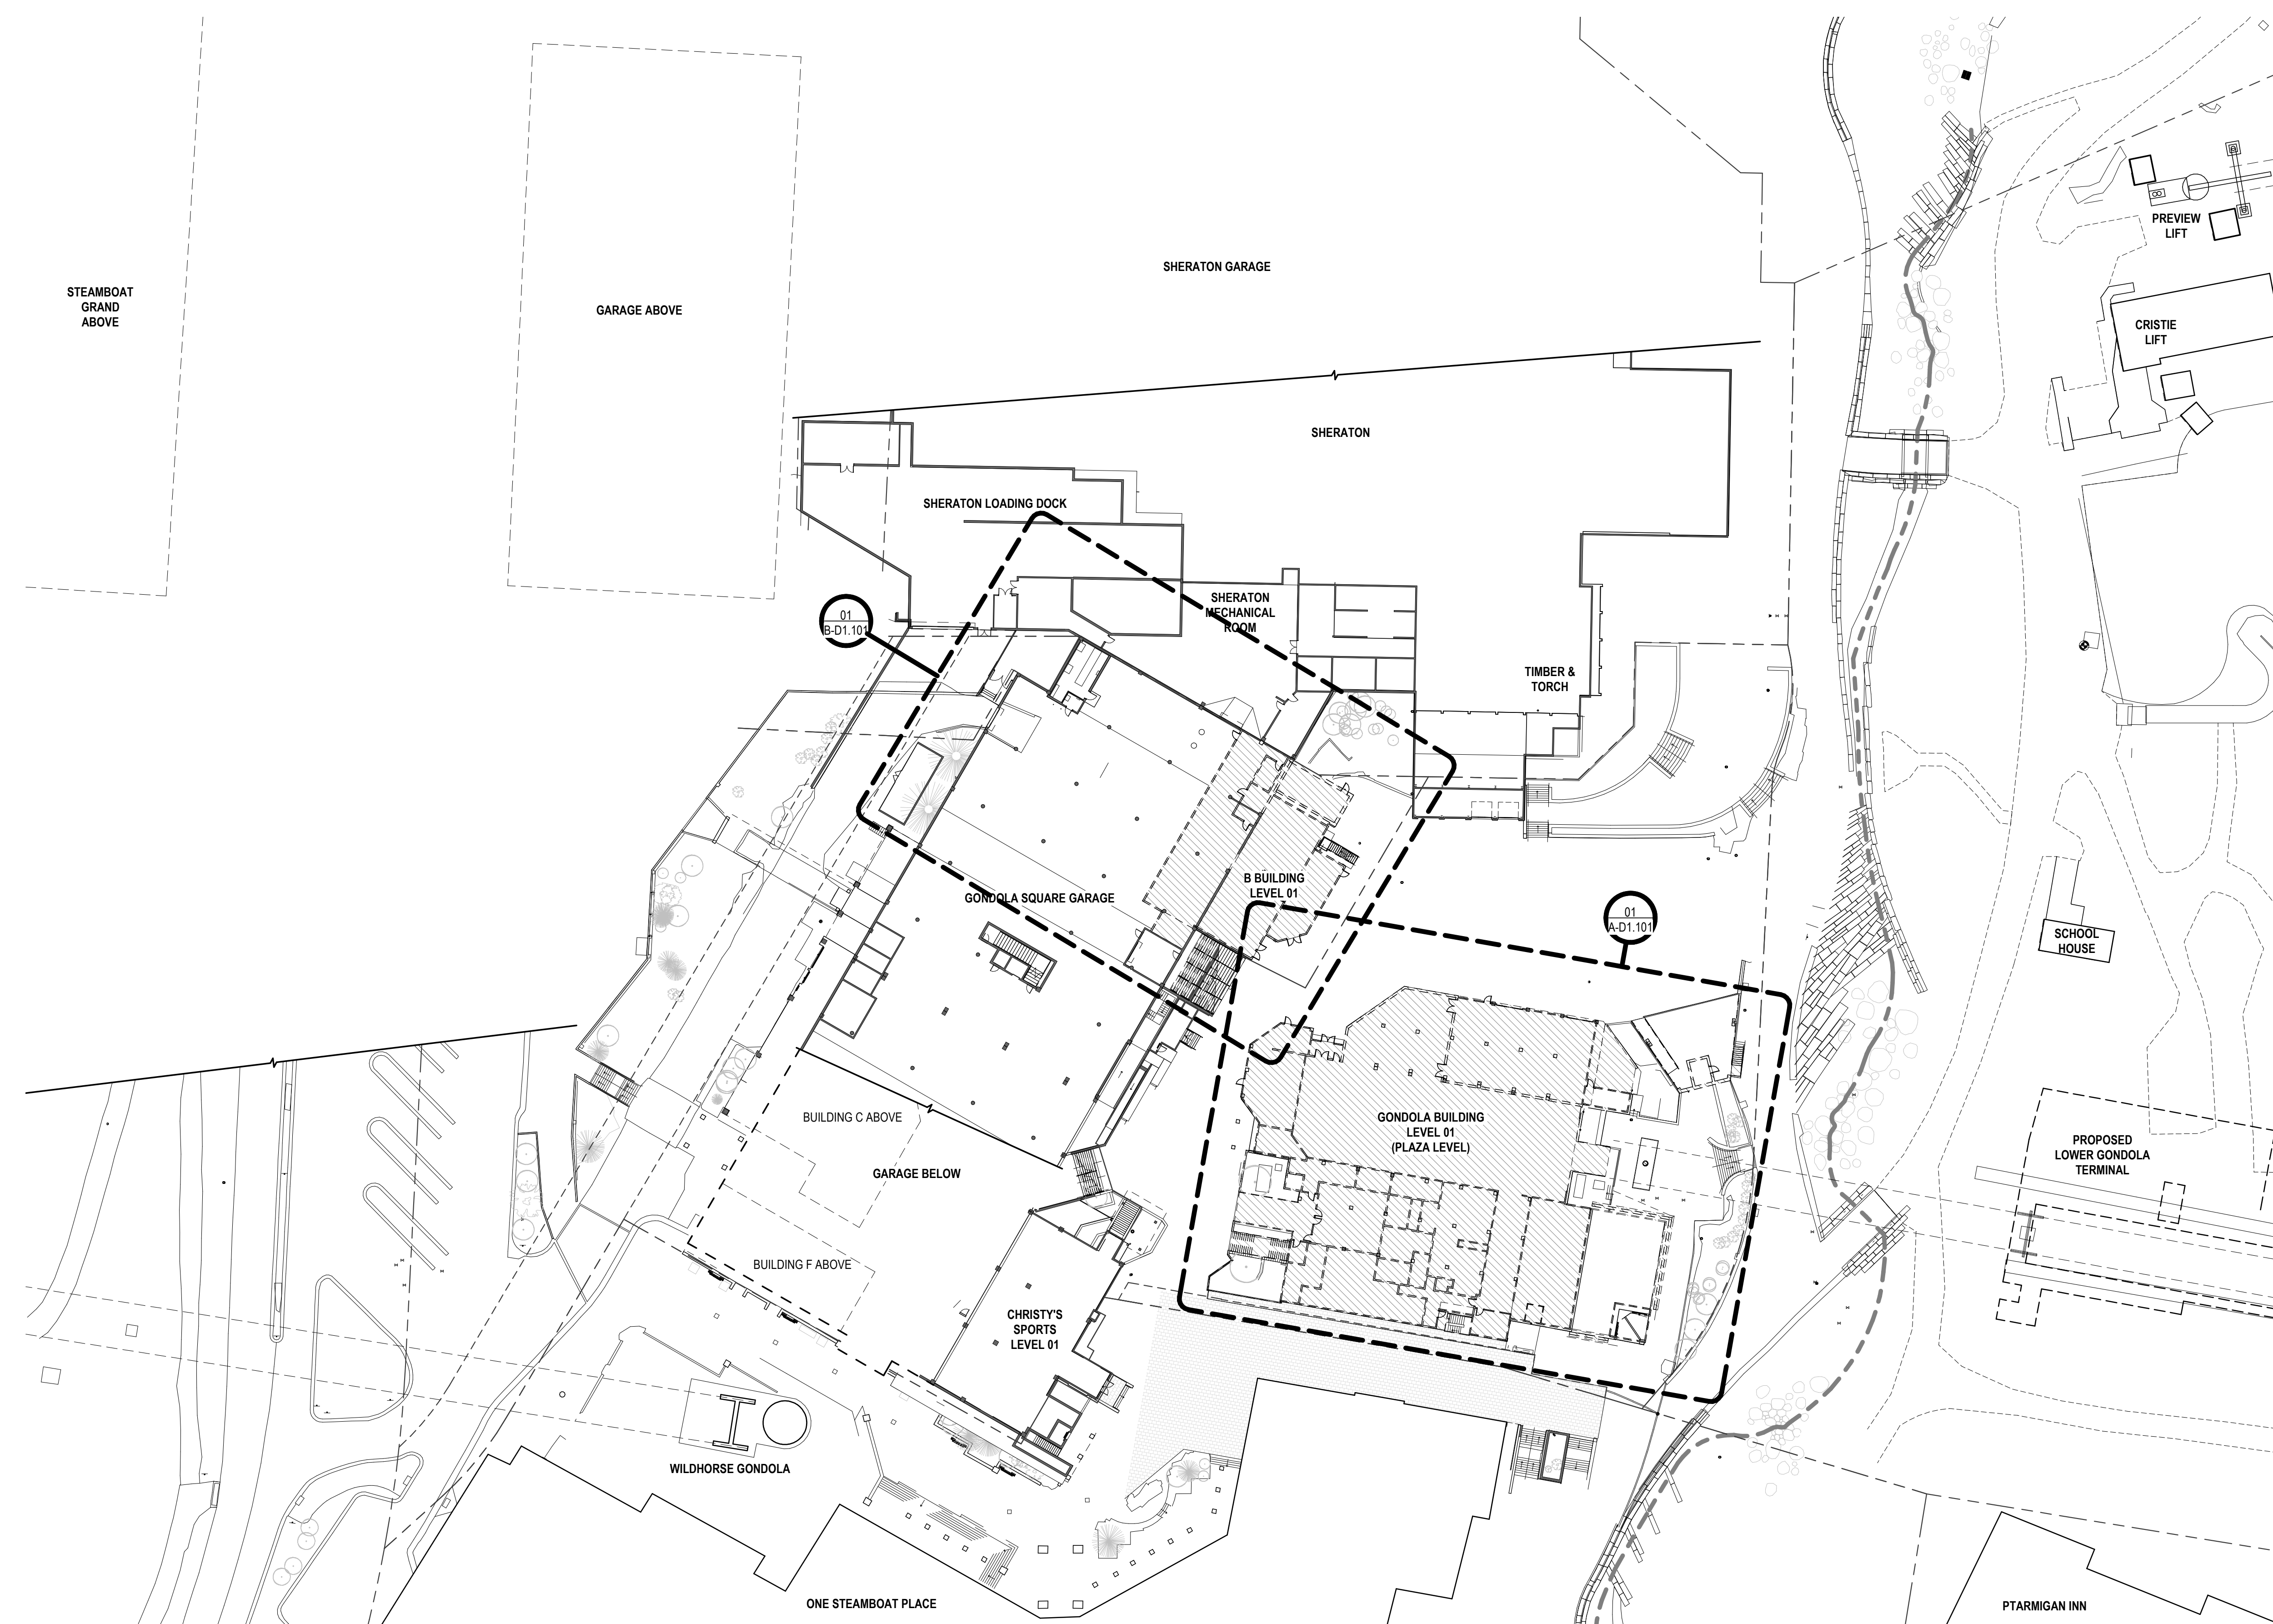 PREVIEW
LIFT
SHERATON GARAGE
STEAMBOAT
GRAND
ABOVE
GARAGE ABOVE
CRISTIE
LIFT
SHERATON
SHERATON LOADING DOCK
SHERATON
MECHANICAL
ROOM
01
B-D1.101
TIMBER &
TORCH
B BUILDING
LEVEL 01
GONDOLA SQUARE GARAGE
01
A-D1.101
SCHOOL
HOUSE
BUILDING C ABOVE
GONDOLA BUILDING
LEVEL 01
(PLAZA LEVEL)
PROPOSED
LOWER GONDOLA
TERMINAL
GARAGE BELOW
BUILDING F ABOVE
CHRISTY'S
SPORTS
LEVEL 01
WILDHORSE GONDOLA
ONE STEAMBOAT PLACE
PTARMIGAN INN